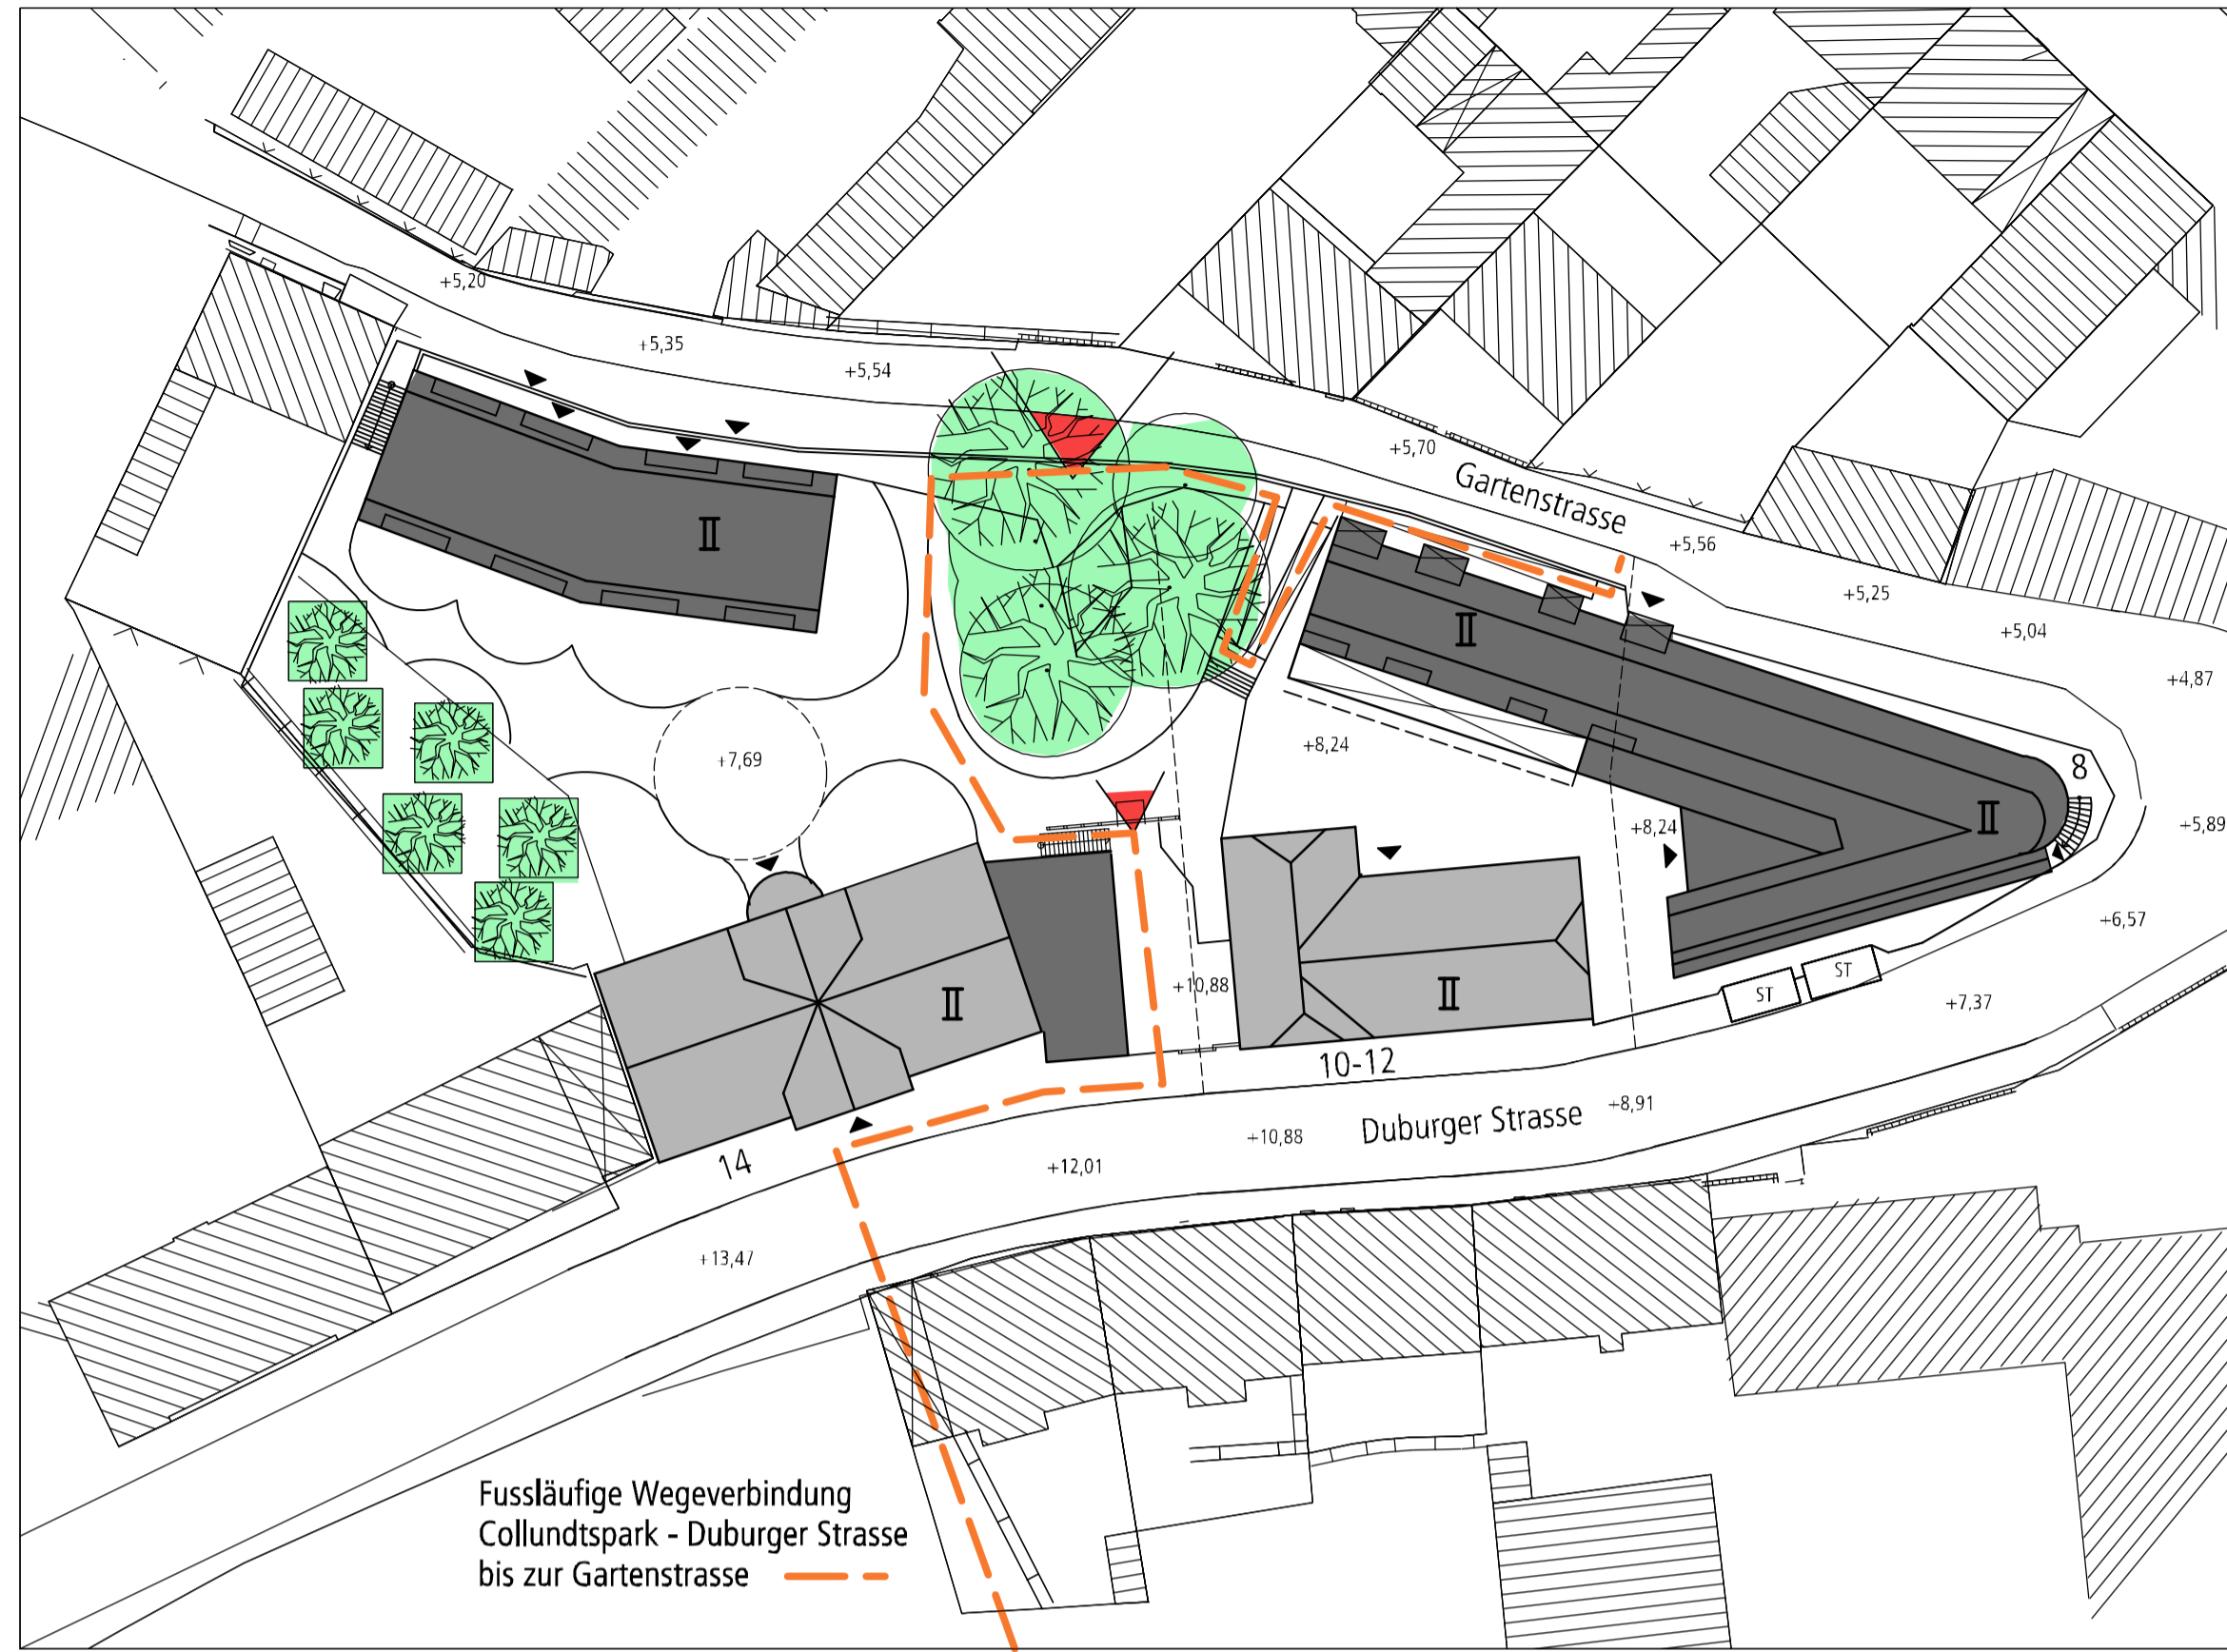 +5,20
+5,35
+5,54
+5,70
Gartenstrasse
+5,56
+5,25
+5,04
+4,87
II
II
+7,69
+8,24
8
+8,24
II
+5,89
+6,57
ST
ST
+7,37
II
+10,88
II
10-12
Duburger Strasse
+8,91
+10,88
+12,01
14
+13,47
Fussläufige Wegeverbindung
Collundtspark - Duburger Strasse
bis zur Gartenstrasse